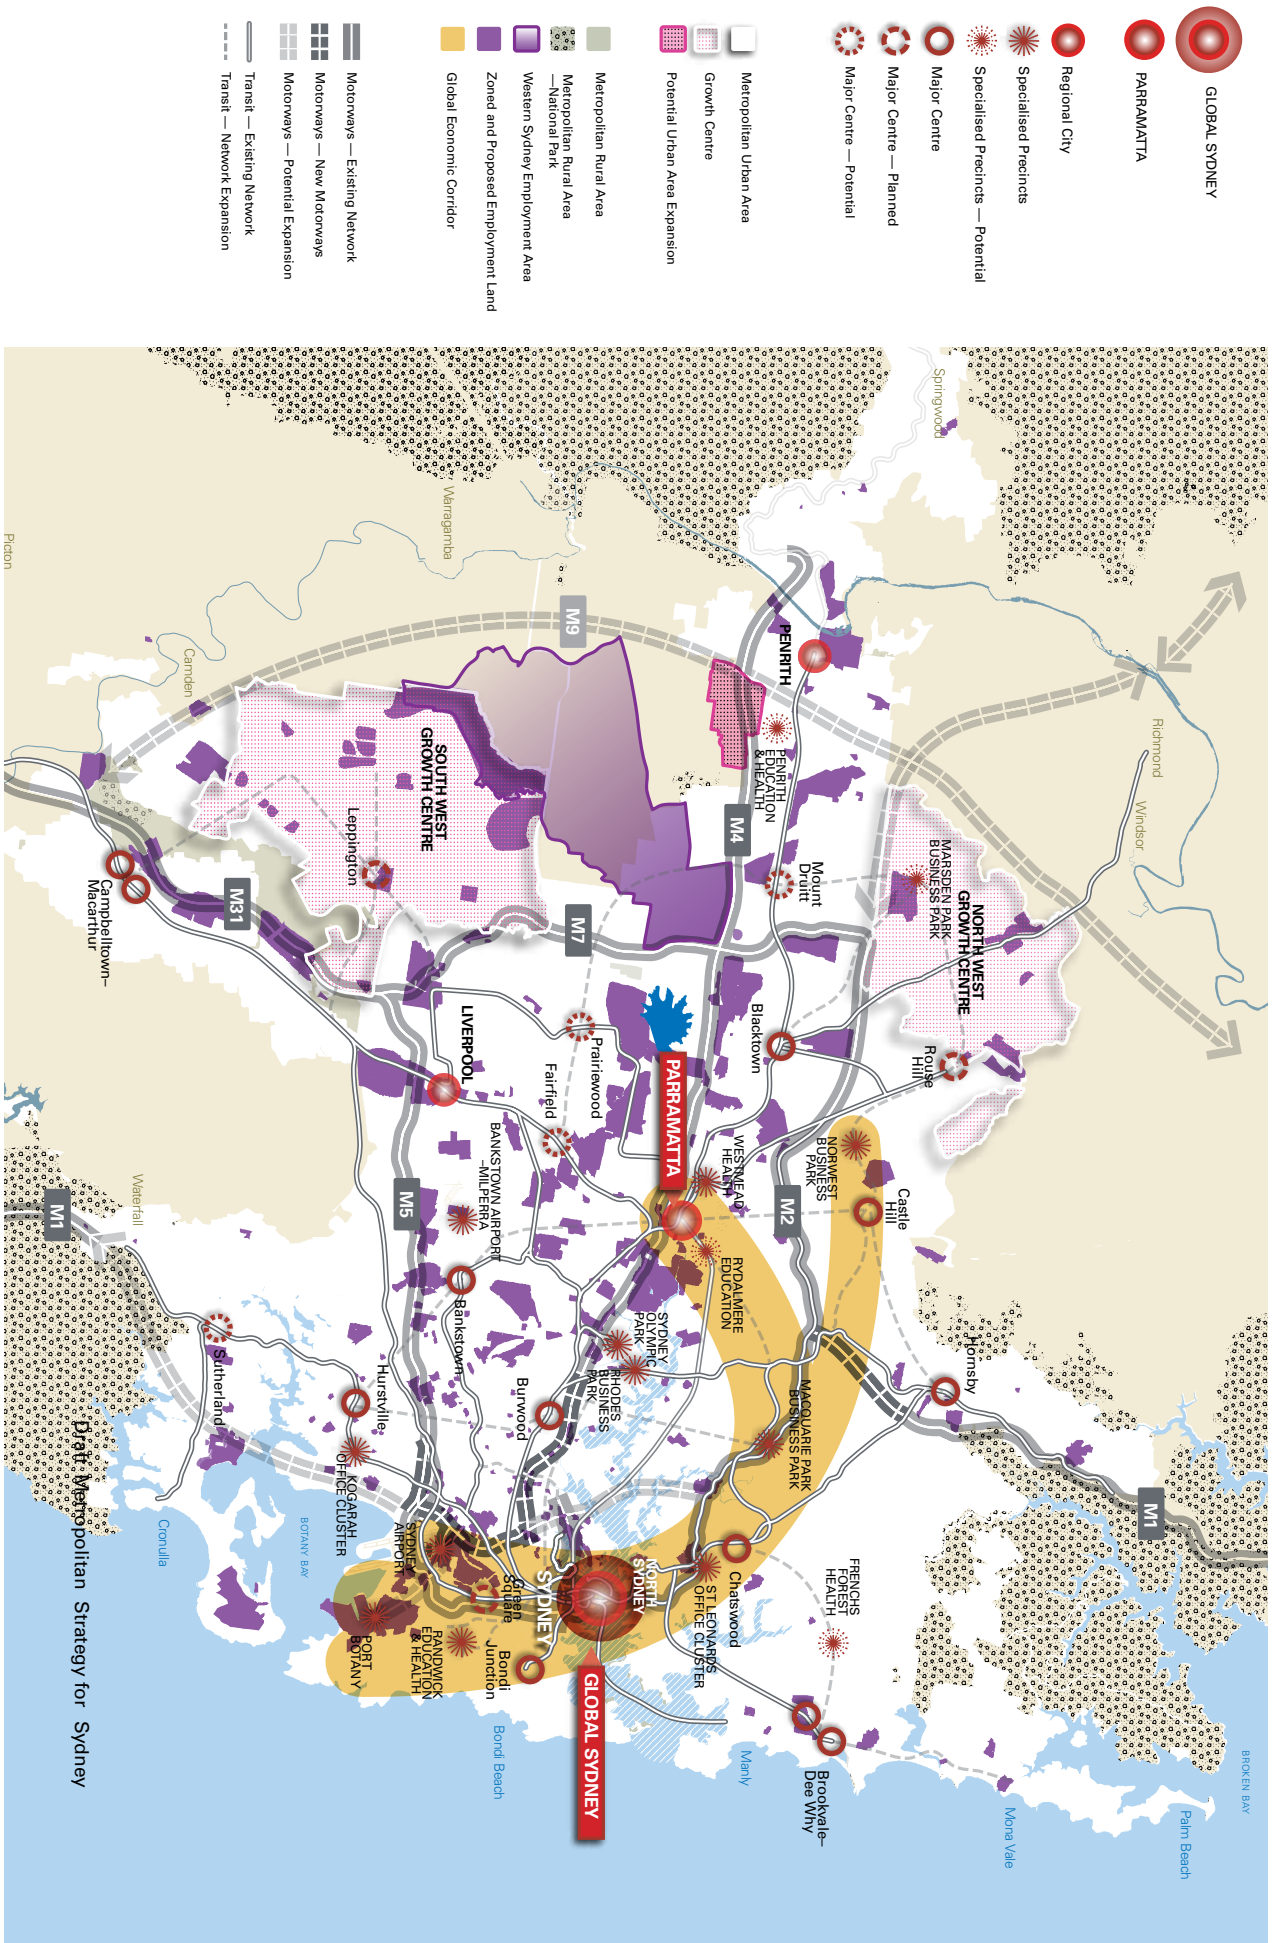 GLOBAL SYDNEY
PARRAMATTA
Regional City
Specialised Precincts
Specialised Precincts — Potential
Major Centre
Major Centre — Planned
Major Centre — Potential
Metropolitan Urban Area
Growth Centre
Potential Urban Area Expansion
Metropolitan Rural Area
Metropolitan Rural Area
—National Park
Western Sydney Employment Area
Zoned and Proposed Employment Land
Global Economic Corridor
Motorways — Existing Network
Motorways — New Motorways
Motorways — Potential Expansion
Transit — Existing Network
Transit — Network Expansion
Springwood
Warragamba
Picton
Camden
Richmond
Windsor
M9
PENRITH
PENRITH
EDUCATION
& HEALTH
M4
Mount
Druitt
MARSDEN PARK
BUSINESS PARK
NORTH WEST
GROWTH CENTRE
SOUTH WEST
GROWTH CENTRE
Leppington
M31
Campbelltown–
Macarthur
M7
LIVERPOOL
Prairiewood
Fairfield
Blacktown
Rouse
Hill
PARRAMATTA
WESTMEAD
HEALTH
NORWEST
BUSINESS
PARK
Castle
Hill
M2
M5
M1
Waterfall
BANKSTOWN AIRPORT
–MILPERRA
RYDALMERE
EDUCATION
Bankstown
SYDNEY
OLYMPIC
PARK
RHODES
BUSINESS
PARK
Burwood
MACQUARIE PARK
BUSINESS PARK
Hornsby
M1
Sutherland
Hurstville
KOGARAH
OFFICE CLUSTER
SYDNEY
AIRPORT
Green
Square
SYDNEY
NORTH
SYDNEY
ST LEONARDS
OFFICE CLUSTER
Chatswood
FRENCHS
FOREST
HEALTH
PORT
BOTANY
RANDWICK
EDUCATION
& HEALTH
Bondi
Junction
GLOBAL SYDNEY
Brookvale–
Dee Why
Cronulla
BOTANY BAY
Bondi Beach
Manly
Mona Vale
Palm Beach
BROKEN BAY
Draft Metropolitan Strategy for Sydney